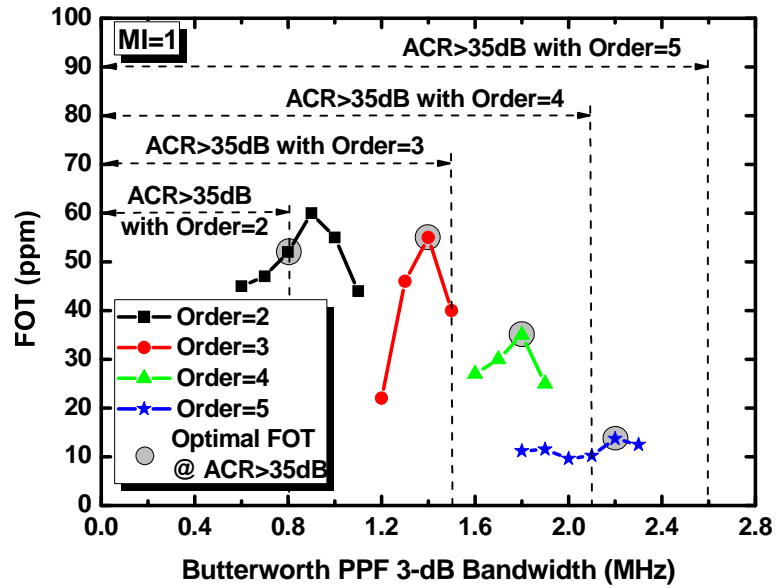 MI=1
ACR>35dB with Order=5
ACR>35dB with Order=4
ACR>35dB with Order=3
ACR>35dB
with Order=2
FOT (ppm)
100
90
80
70
60
50
40
30
20
10
0
Order=2
Order=3
Order=4
Order=5
Optimal FOT
@ ACR>35dB
0.0 0.4 0.8 1.2 1.6 2.0 2.4 2.8
Butterworth PPF 3-dB Bandwidth (MHz)